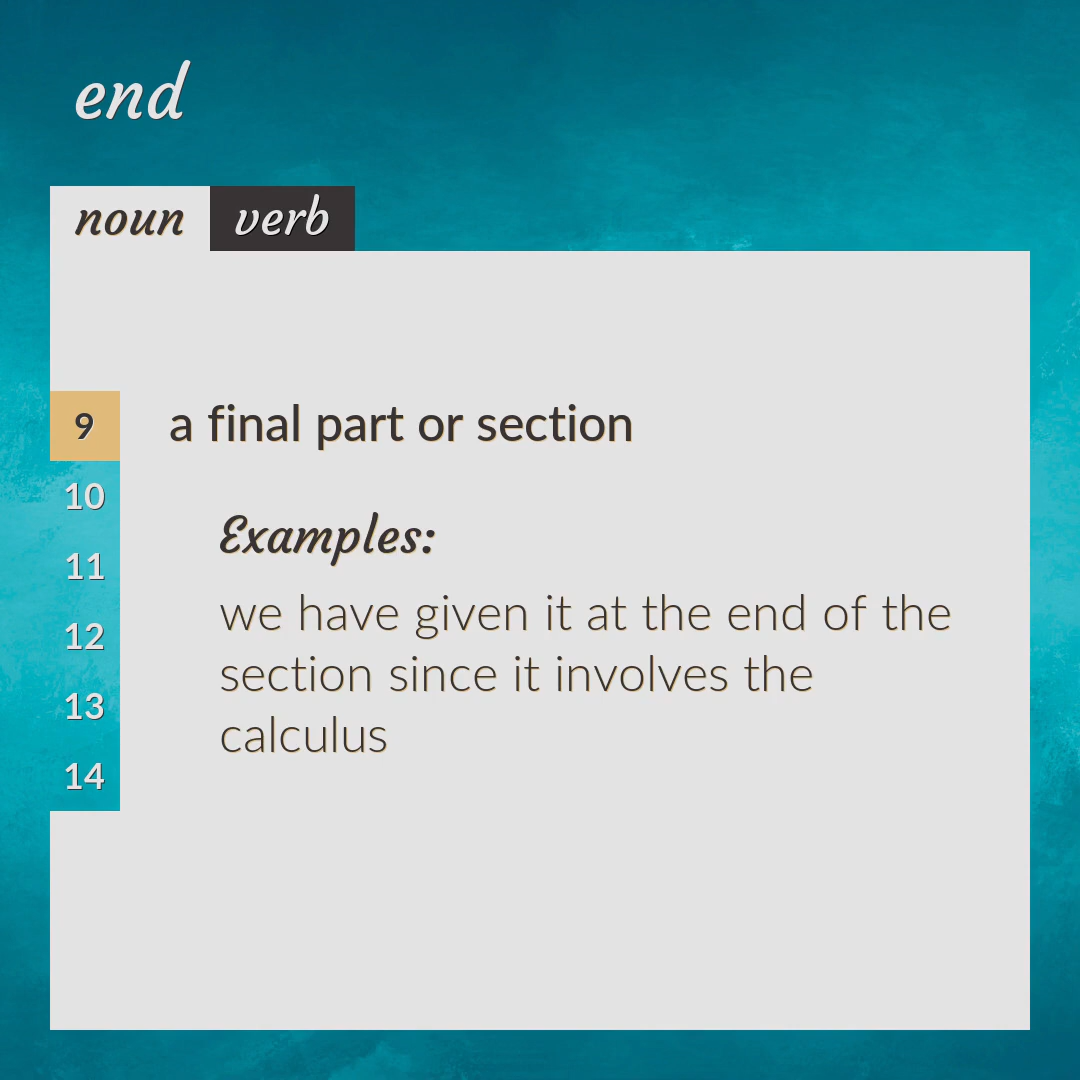 end
noun verb
9 a final part or section
10
11
12
13
14
Examples:
we have given it at the end of the
section since it involves the
calculus